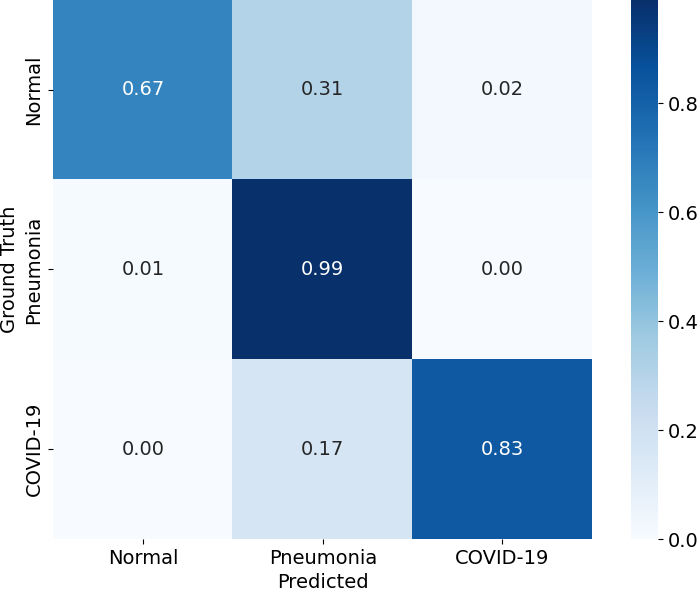 Ground Truth
Normal
0.67 0.31 0.02
Pneumonia
0.01 0.99 0.00
COVID-19
0.00 0.17 0.83
Normal Pneumonia COVID-19
Predicted
0.8
0.6
0.4
0.2
0.0